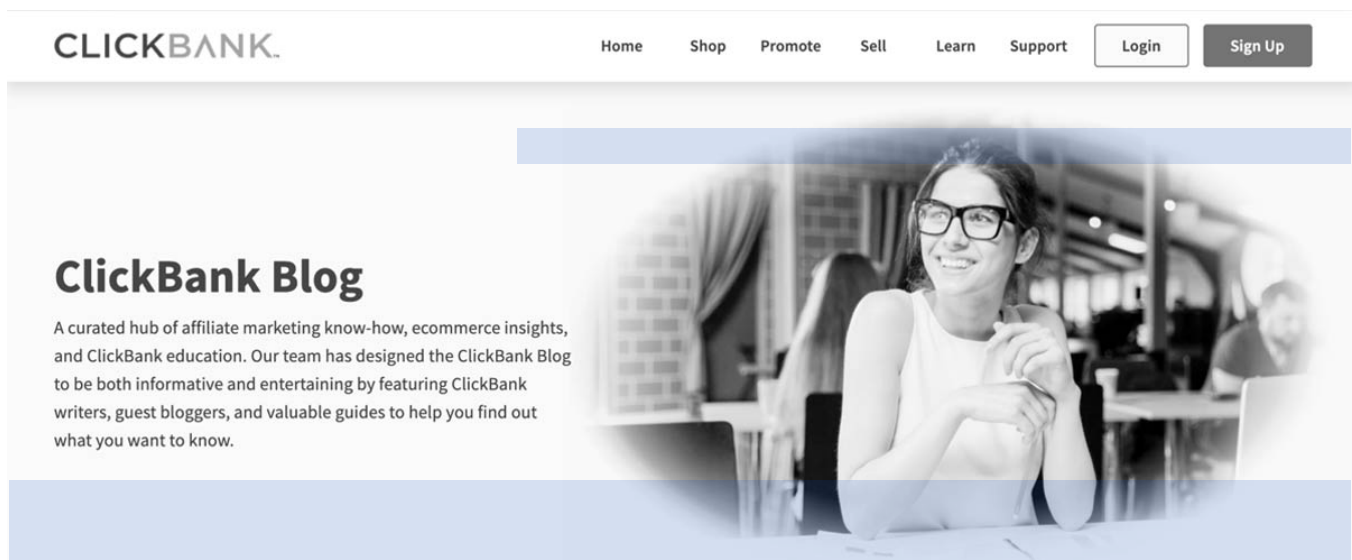 CLICKBANK™
Home Shop Promote Sell Learn Support Login Sign Up
ClickBank Blog
A curated hub of affiliate marketing know-how, ecommerce insights,
and ClickBank education. Our team has designed the ClickBank Blog
to be both informative and entertaining by featuring ClickBank
writers, guest bloggers, and valuable guides to help you find out
what you want to know.